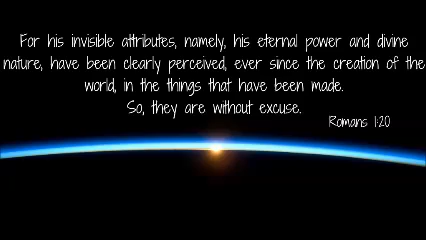 For his invisible attributes, namely, his eternal power and divine
nature, have been clearly perceived, ever since the creation of the
world, in the things that have been made.
So, they are without excuse.
Romans 1:20